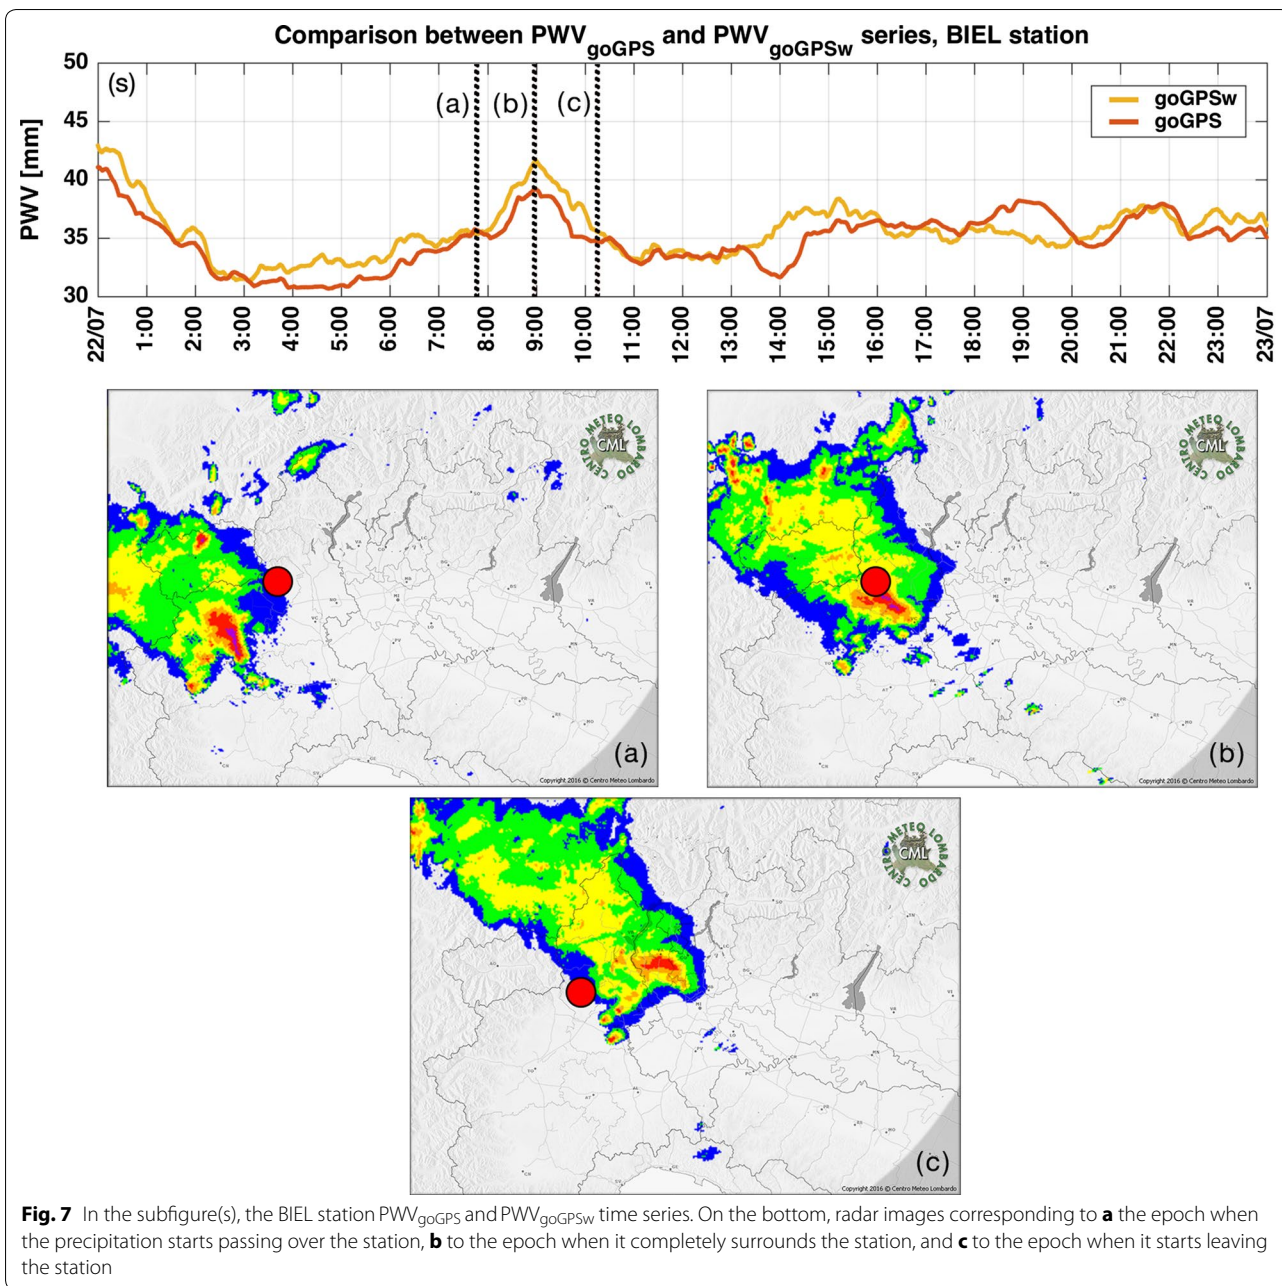 Comparison between PWVgoGPS and PWVgoGPSw series, BIEL station
50
45
40
35
30
PWV [mm]
(s)
(a)
(b)
(c)
goGPSw
goGPS
22/07
1:00
2:00
3:00
4:00
5:00
6:00
7:00
8:00
9:00
10:00
11:00
12:00
13:00
14:00
15:00
16:00
17:00
18:00
19:00
20:00
21:00
22:00
23:00
23/07
CENTRO METEO LOMBARDO
CML
(a)
Copyright 2016 © Centro Meteo Lombardo
CENTRO METEO LOMBARDO
CML
(b)
Copyright 2016 © Centro Meteo Lombardo
CENTRO METEO LOMBARDO
CML
(c)
Copyright 2016 © Centro Meteo Lombardo
Fig. 7 In the subfigure(s), the BIEL station PWVgoGPS and PWVgoGPSw time series. On the bottom, radar images corresponding to a the epoch when
the precipitation starts passing over the station, b to the epoch when it completely surrounds the station, and c to the epoch when it starts leaving
the station